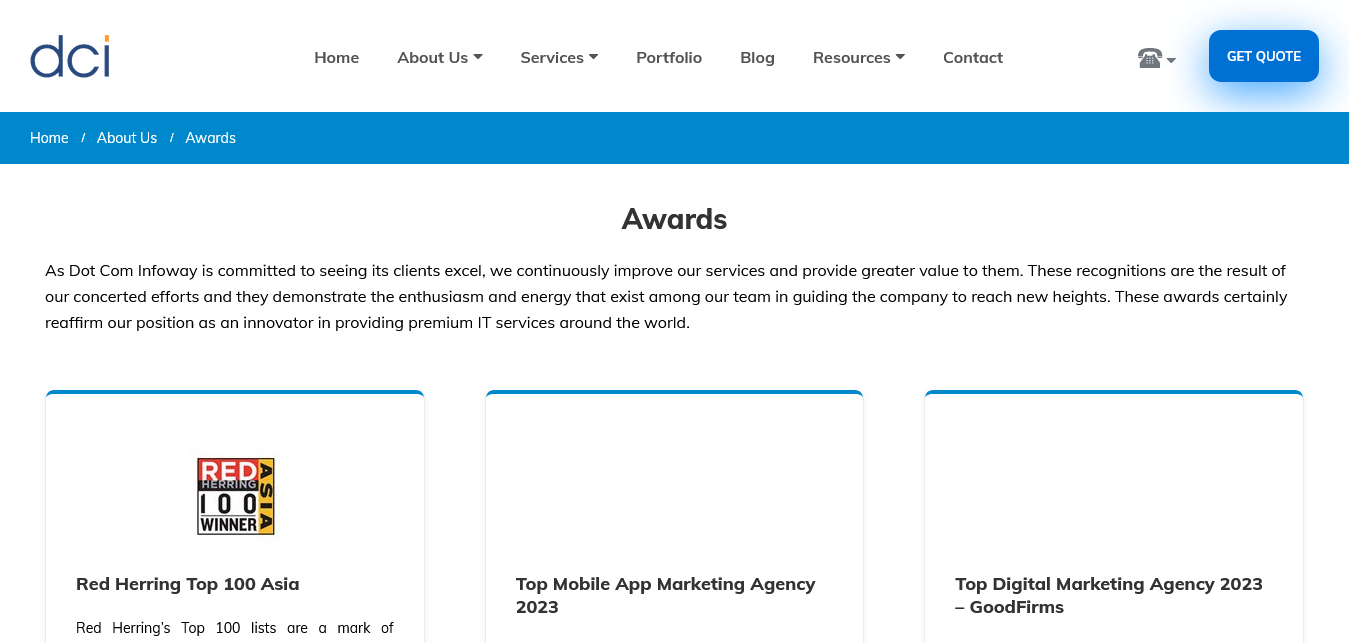 dci
Home
About Us
Services
Portfolio
Blog
Resources
Contact
GET QUOTE
Home / About Us / Awards
Awards
As Dot Com Infoway is committed to seeing its clients excel, we continuously improve our services and provide greater value to them. These recognitions are the result of
our concerted efforts and they demonstrate the enthusiasm and energy that exist among our team in guiding the company to reach new heights. These awards certainly
reaffirm our position as an innovator in providing premium IT services around the world.
RED
HERRING
100
WINNER
ASIA
Red Herring Top 100 Asia
Red Herring’s Top 100 lists are a mark of
Top Mobile App Marketing Agency
2023
Top Digital Marketing Agency 2023
– GoodFirms